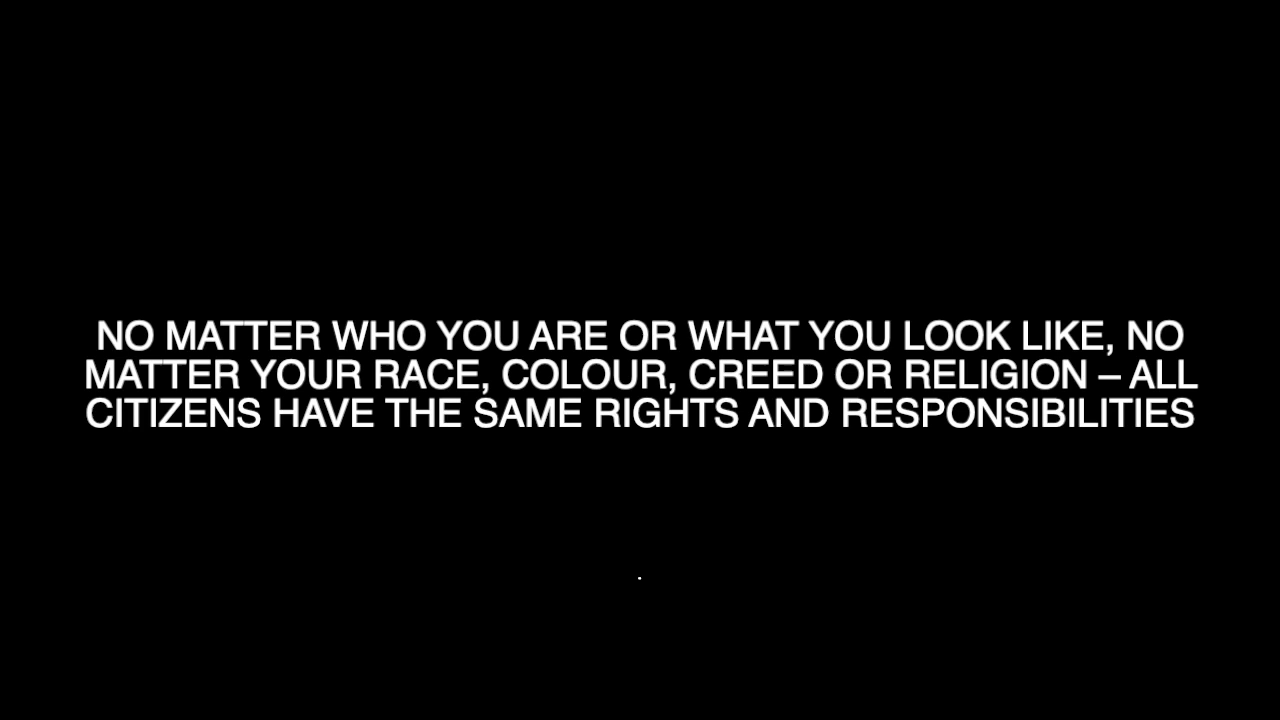 NO MATTER WHO YOU ARE OR WHAT YOU LOOK LIKE, NO
MATTER YOUR RACE, COLOUR, CREED OR RELIGION – ALL
CITIZENS HAVE THE SAME RIGHTS AND RESPONSIBILITIES
.